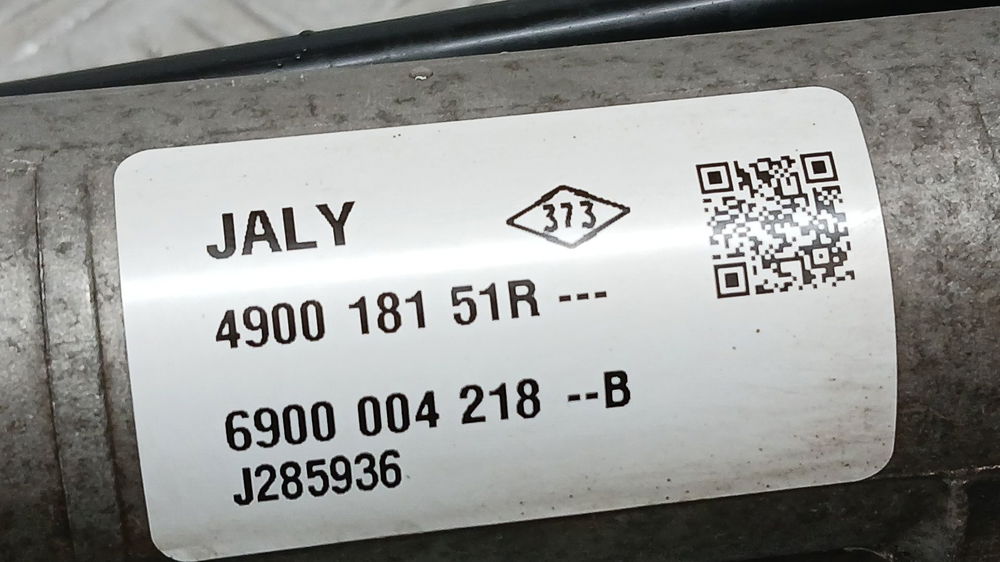 JALY
373
4900 181 51R ---
6900 004 218 --B
J285936